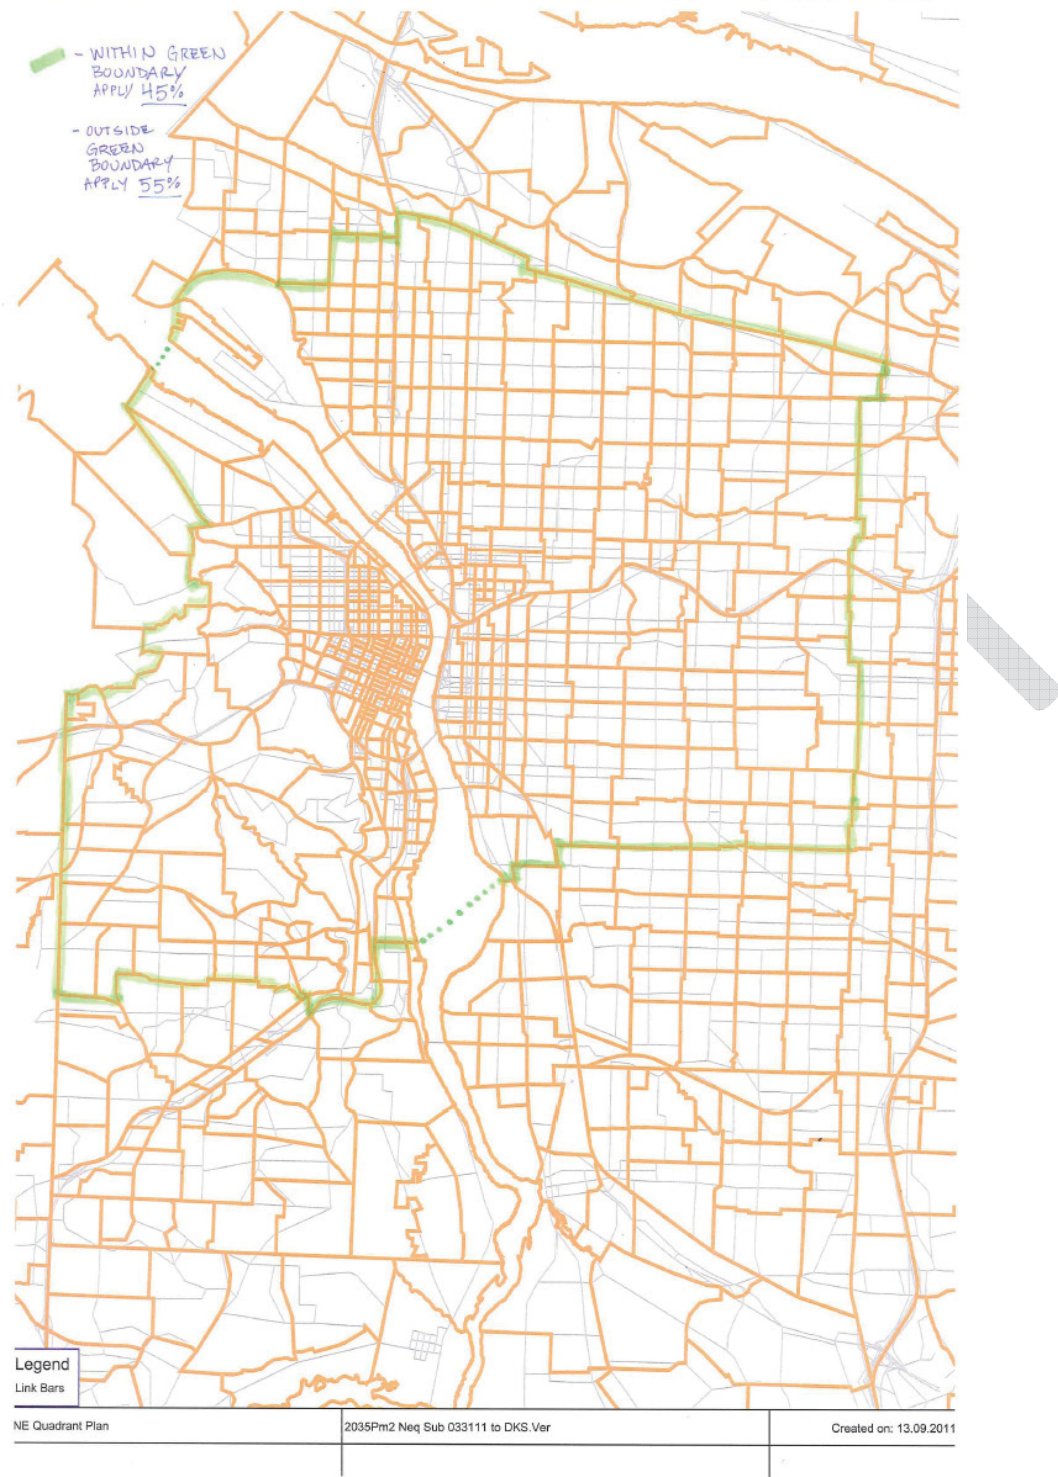 - WITHIN GREEN
BOUNDARY
APPLY 45%
- OUTSIDE
GREEN
BOUNDARY
APPLY 55%
Legend
Link Bars
NE Quadrant Plan
2035Pm2 Neq Sub 033111 to DKS.Ver
Created on: 13.09.2011